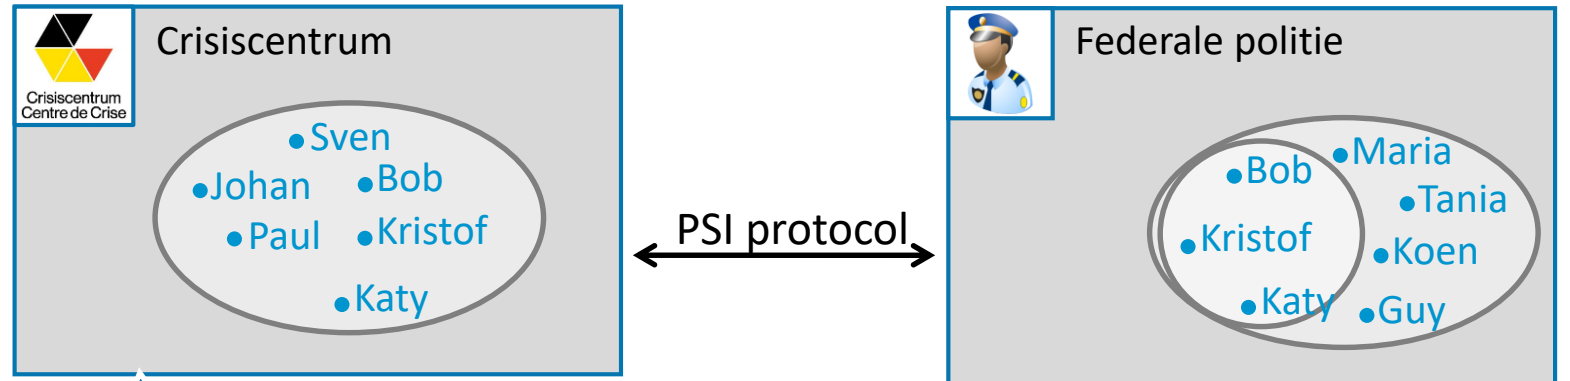 Crisiscentrum
Crisiscentrum
Centre de Crise
Sven
Johan
Bob
Paul
Kristof
Katy
PSI protocol
Federale politie
Bob
Maria
Tania
Kristof
Koen
Katy
Guy